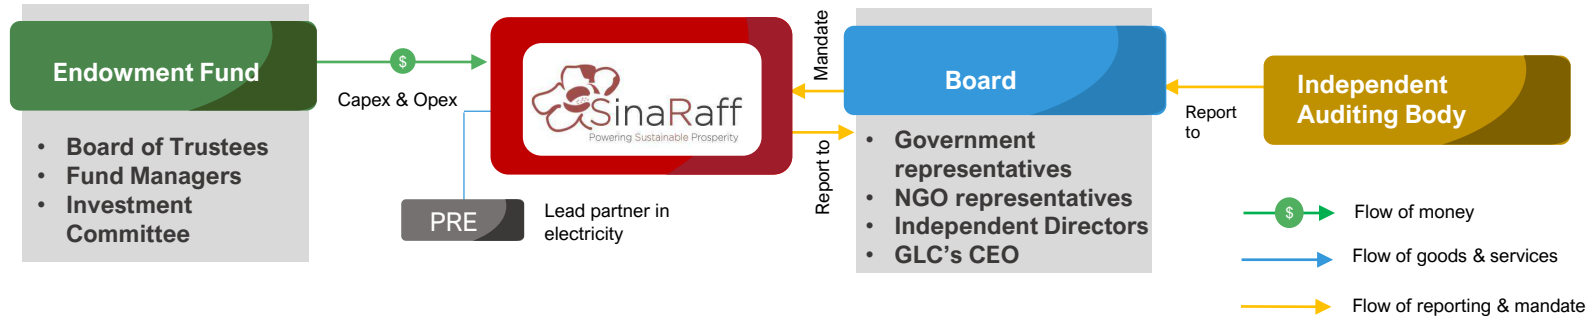 Endowment Fund
• Board of Trustees
• Fund Managers
• Investment
Committee
$
Capex & Opex
SinaRaff
Powering Sustainable Prosperity
PRE
Lead partner in
electricity
Mandate
Report to
Board
• Government
representatives
• NGO representatives
• Independent Directors
• GLC’s CEO
Report
to
Independent
Auditing Body
$
Flow of money
Flow of goods & services
Flow of reporting & mandate